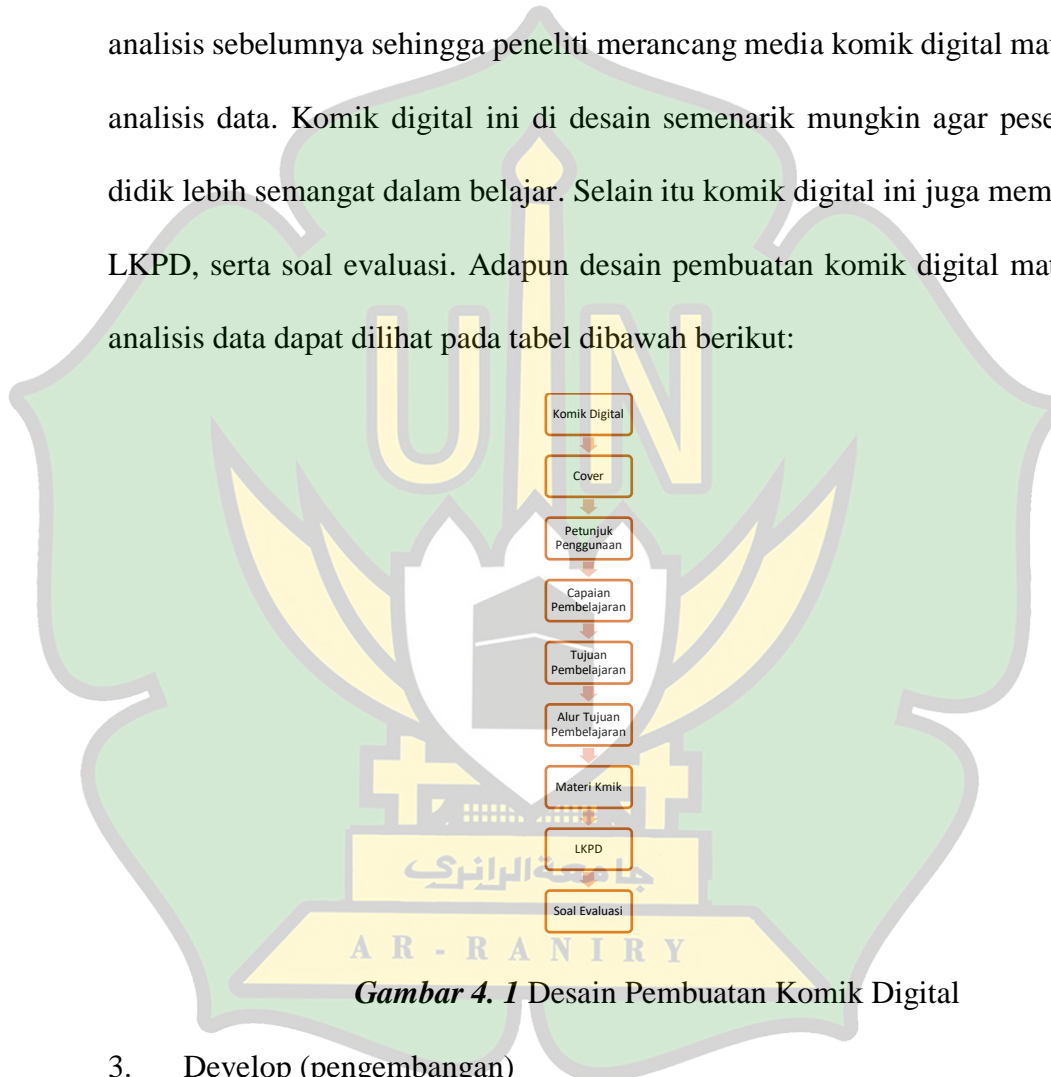 analisis sebelumnya sehingga peneliti merancang media komik digital
analisis data. Komik digital ini di desain semenarik mungkin agar
didik lebih semangat dalam belajar. Selain itu komik digital ini juga
LKPD, serta soal evaluasi. Adapun desain pembuatan komik digital
analisis data dapat dilihat pada tabel dibawah berikut:
UIN
Komik Digital
Cover
Petunjuk
Penggunaan
Capaian
Pembelajaran
Tujuan
Pembelajaran
Alur Tujuan
Pembelajaran
Materi Kmik
LKPD
جامعة الرانري
Soal Evaluasi
AR-RANIRY
Gambar 4. 1 Desain Pembuatan Komik Digital
3. Develop (pengembangan)